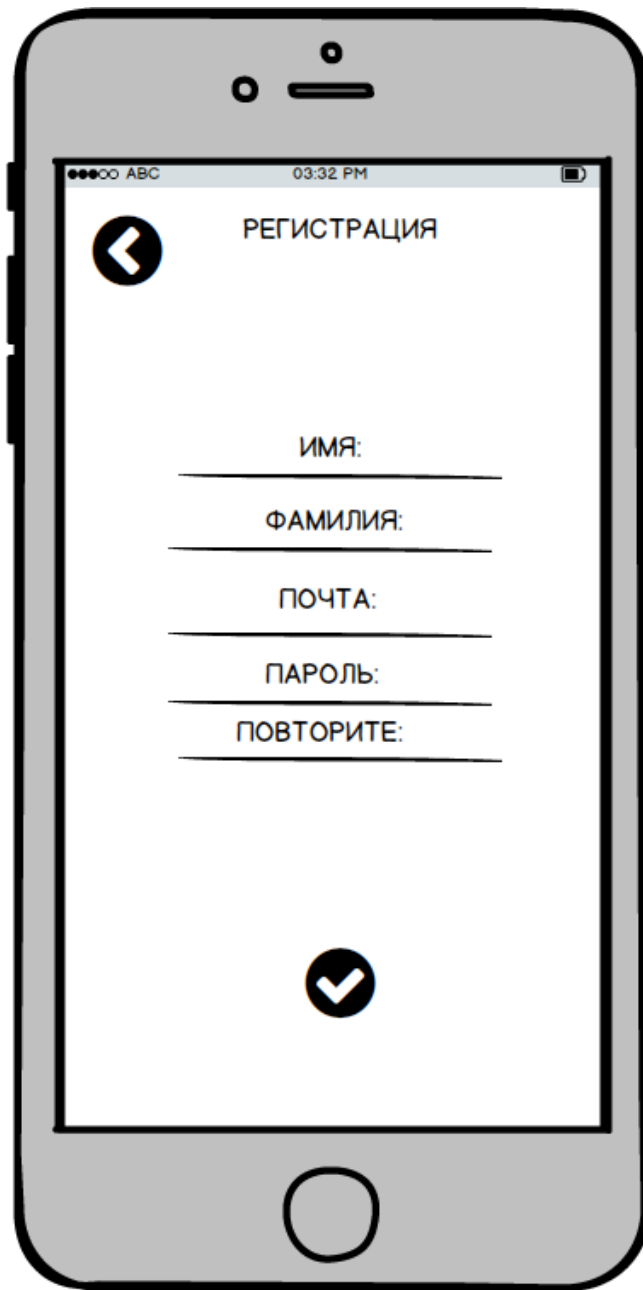 ABC 03:32 PM
РЕГИСТРАЦИЯ
ИМЯ:
ФАМИЛИЯ:
ПОЧТА:
ПАРОЛЬ:
ПОВТОРИТЕ: